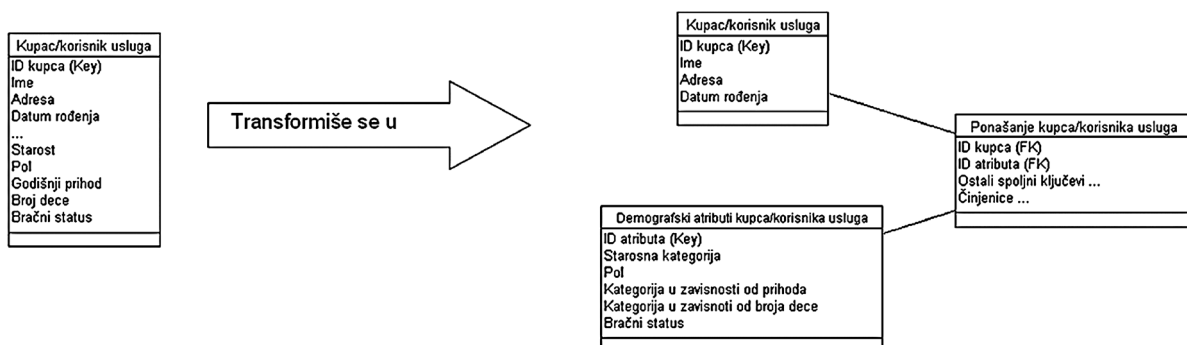 Kupac/korisnik usluga
ID kupca (Key)
Ime
Adresa
Datum rođenja
...
Starost
Pol
Godišnji prihod
Broj dece
Bračni status
Transformiše se u
Kupac/korisnik usluga
ID kupca (Key)
Ime
Adresa
Datum rođenja
Ponašanje kupca/korisnika usluga
ID kupca (FK)
ID atributa (FK)
Ostali spoljni ključevi ...
Činjenice ...
Demografski atributi kupca/korisnika usluga
ID atributa (Key)
Starosna kategorija
Pol
Kategorija u zavisnosti od prihoda
Kategorija u zavisnoti od broja dece
Bračni status